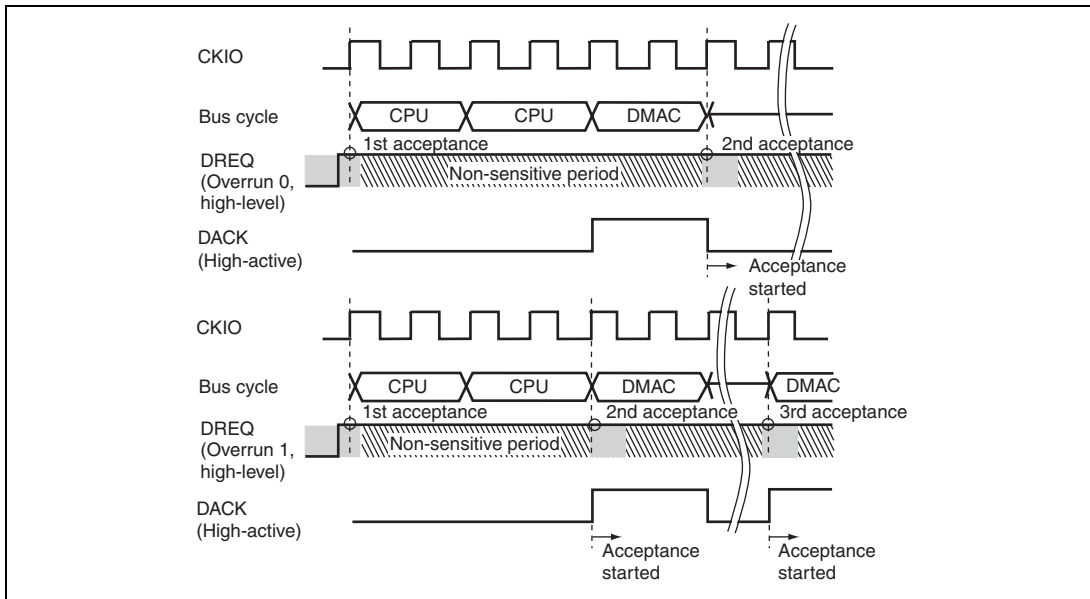 CKIO
Bus cycle CPU CPU DMAC
1st acceptance 2nd acceptance
DREQ
(Overrun 0,
high-level)
Non-sensitive period
DACK
(High-active)
Acceptance
started
CKIO
Bus cycle CPU CPU DMAC DMAC
1st acceptance 2nd acceptance 3rd acceptance
DREQ
(Overrun 1,
high-level)
Non-sensitive period
DACK
(High-active)
Acceptance Acceptance
started started